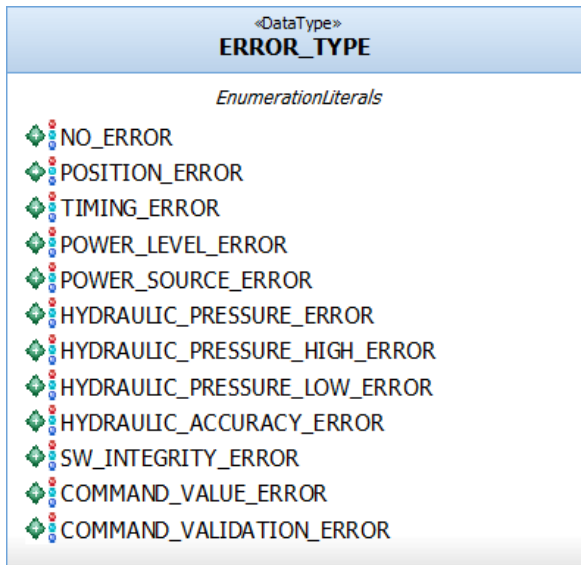 «DataType»
ERROR_TYPE
EnumerationLiterals
NO_ERROR
POSITION_ERROR
TIMING_ERROR
POWER_LEVEL_ERROR
POWER_SOURCE_ERROR
HYDRAULIC_PRESSURE_ERROR
HYDRAULIC_PRESSURE_HIGH_ERROR
HYDRAULIC_PRESSURE_LOW_ERROR
HYDRAULIC_ACCURACY_ERROR
SW_INTEGRITY_ERROR
COMMAND_VALUE_ERROR
COMMAND_VALIDATION_ERROR